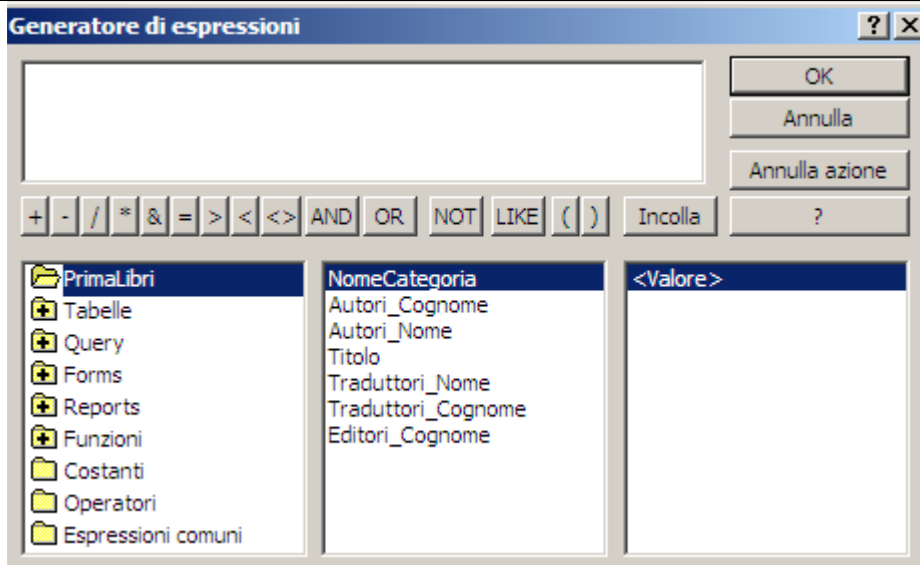 Generatore di espressioni ? X
OK
Annulla
Annulla azione
+ - / * & = > < <> AND OR NOT LIKE ( ) Incolla ?
PrimaLibri
Tabelle
Query
Forms
Reports
Funzioni
Costanti
Operatori
Espressioni comuni
NomeCategoria
Autori_Cognome
Autori_Nome
Titolo
Traduttori_Nome
Traduttori_Cognome
Editori_Cognome
<Valore>